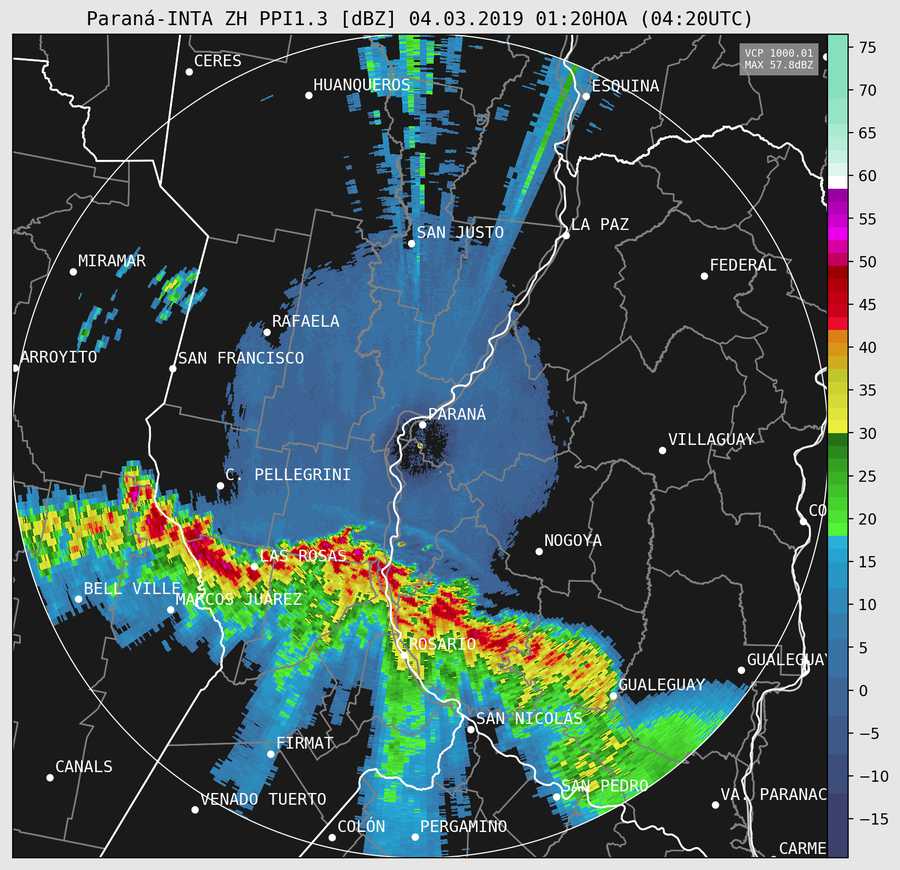 Paraná-INTA ZH PPI1.3 [dBZ] 04.03.2019 01:20HOA (04:20UTC)
VCP 1000.01
MAX 57.8dBZ
CERES
HUANQUEROS
ESQUINA
SAN JUSTO
LA PAZ
MIRAMAR
FEDERAL
RAFAELA
ARROYITO
SAN FRANCISCO
PARANÁ
VILLAGUAY
C. PELLEGRINI
CO
NOGOYA
LAS ROSAS
BELL VILLE
MARCOS JUÁREZ
ROSARIO
GUALEGUAY
GUALEGUAY
SAN NICOLÁS
FIRMAT
CANALS
SAN PEDRO
VENADO TUERTO
VA. PARANAC
COLÓN
PERGAMINO
CARME
75
70
65
60
55
50
45
40
35
30
25
20
15
10
5
0
−5
−10
−15